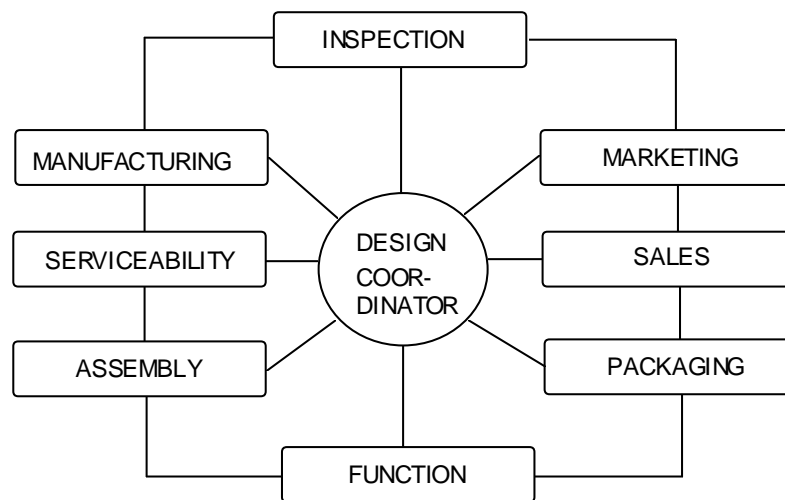 INSPECTION
MANUFACTURING
MARKETING
DESIGN
COOR-
DINATOR
SERVICEABILITY
SALES
ASSEMBLY
PACKAGING
FUNCTION